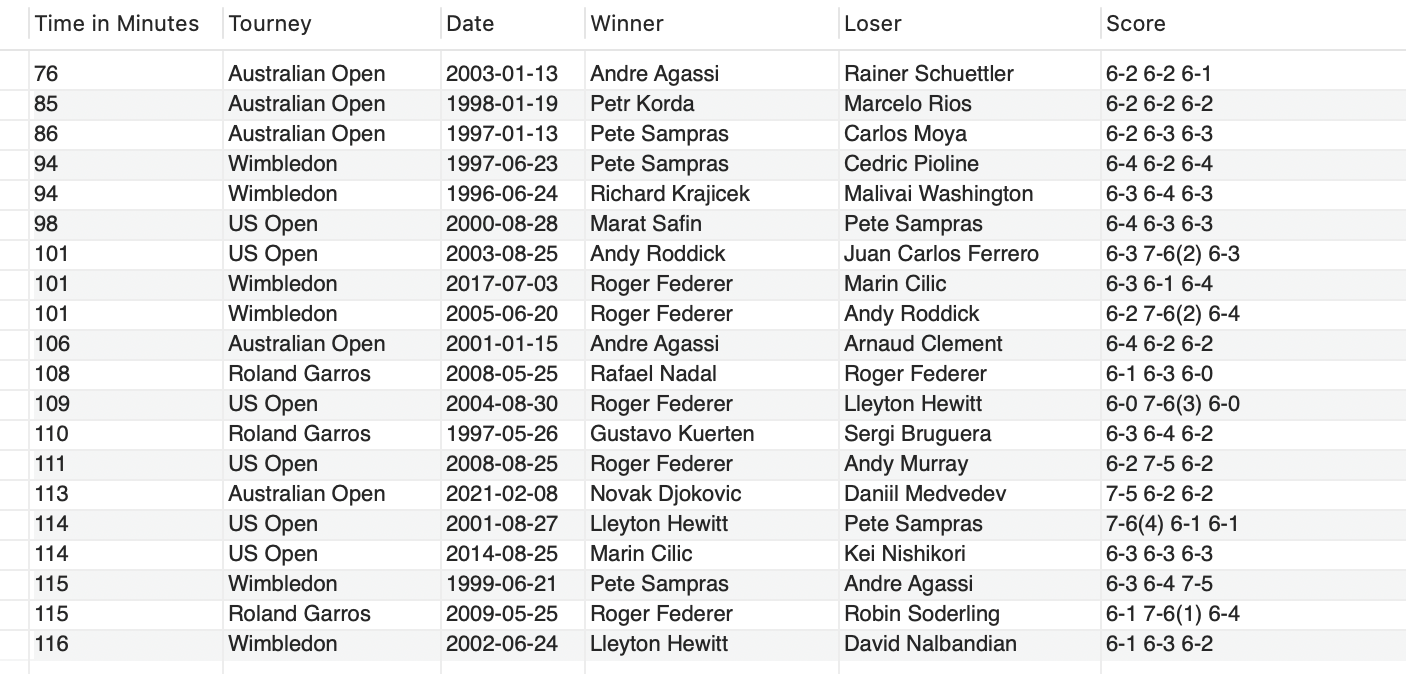 Time in Minutes Tourney Date Winner Loser Score
76 Australian Open 2003-01-13 Andre Agassi Rainer Schuettler 6-2 6-2 6-1
85 Australian Open 1998-01-19 Petr Korda Marcelo Rios 6-2 6-2 6-2
86 Australian Open 1997-01-13 Pete Sampras Carlos Moya 6-2 6-3 6-3
94 Wimbledon 1997-06-23 Pete Sampras Cedric Pioline 6-4 6-2 6-4
94 Wimbledon 1996-06-24 Richard Krajicek Malivai Washington 6-3 6-4 6-3
98 US Open 2000-08-28 Marat Safin Pete Sampras 6-4 6-3 6-3
101 US Open 2003-08-25 Andy Roddick Juan Carlos Ferrero 6-3 7-6(2) 6-3
101 Wimbledon 2017-07-03 Roger Federer Marin Cilic 6-3 6-1 6-4
101 Wimbledon 2005-06-20 Roger Federer Andy Roddick 6-2 7-6(2) 6-4
106 Australian Open 2001-01-15 Andre Agassi Arnaud Clement 6-4 6-2 6-2
108 Roland Garros 2008-05-25 Rafael Nadal Roger Federer 6-1 6-3 6-0
109 US Open 2004-08-30 Roger Federer Lleyton Hewitt 6-0 7-6(3) 6-0
110 Roland Garros 1997-05-26 Gustavo Kuerten Sergi Bruguera 6-3 6-4 6-2
111 US Open 2008-08-25 Roger Federer Andy Murray 6-2 7-5 6-2
113 Australian Open 2021-02-08 Novak Djokovic Daniil Medvedev 7-5 6-2 6-2
114 US Open 2001-08-27 Lleyton Hewitt Pete Sampras 7-6(4) 6-1 6-1
114 US Open 2014-08-25 Marin Cilic Kei Nishikori 6-3 6-3 6-3
115 Wimbledon 1999-06-21 Pete Sampras Andre Agassi 6-3 6-4 7-5
115 Roland Garros 2009-05-25 Roger Federer Robin Soderling 6-1 7-6(1) 6-4
116 Wimbledon 2002-06-24 Lleyton Hewitt David Nalbandian 6-1 6-3 6-2